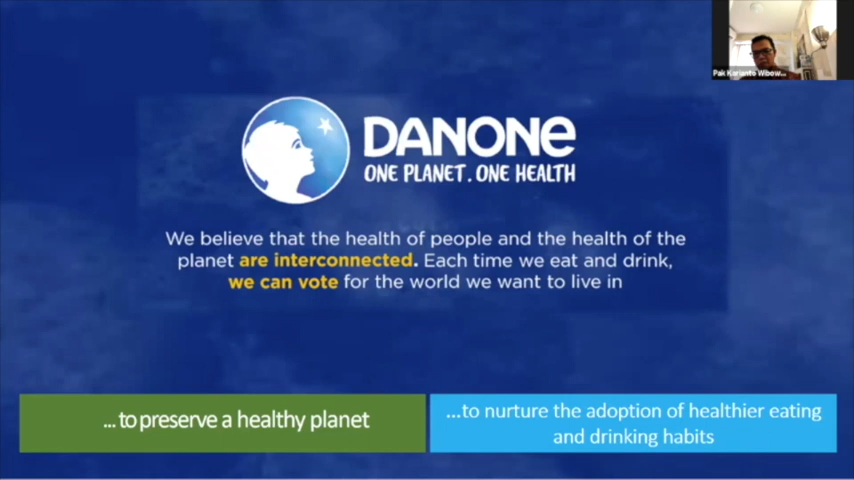 Pak Karyanto Wibow...
DANONE
ONE PLANET. ONE HEALTH
We believe that the health of people and the health of the
planet are interconnected. Each time we eat and drink,
we can vote for the world we want to live in
...to preserve a healthy planet
...to nurture the adoption of healthier eating
and drinking habits